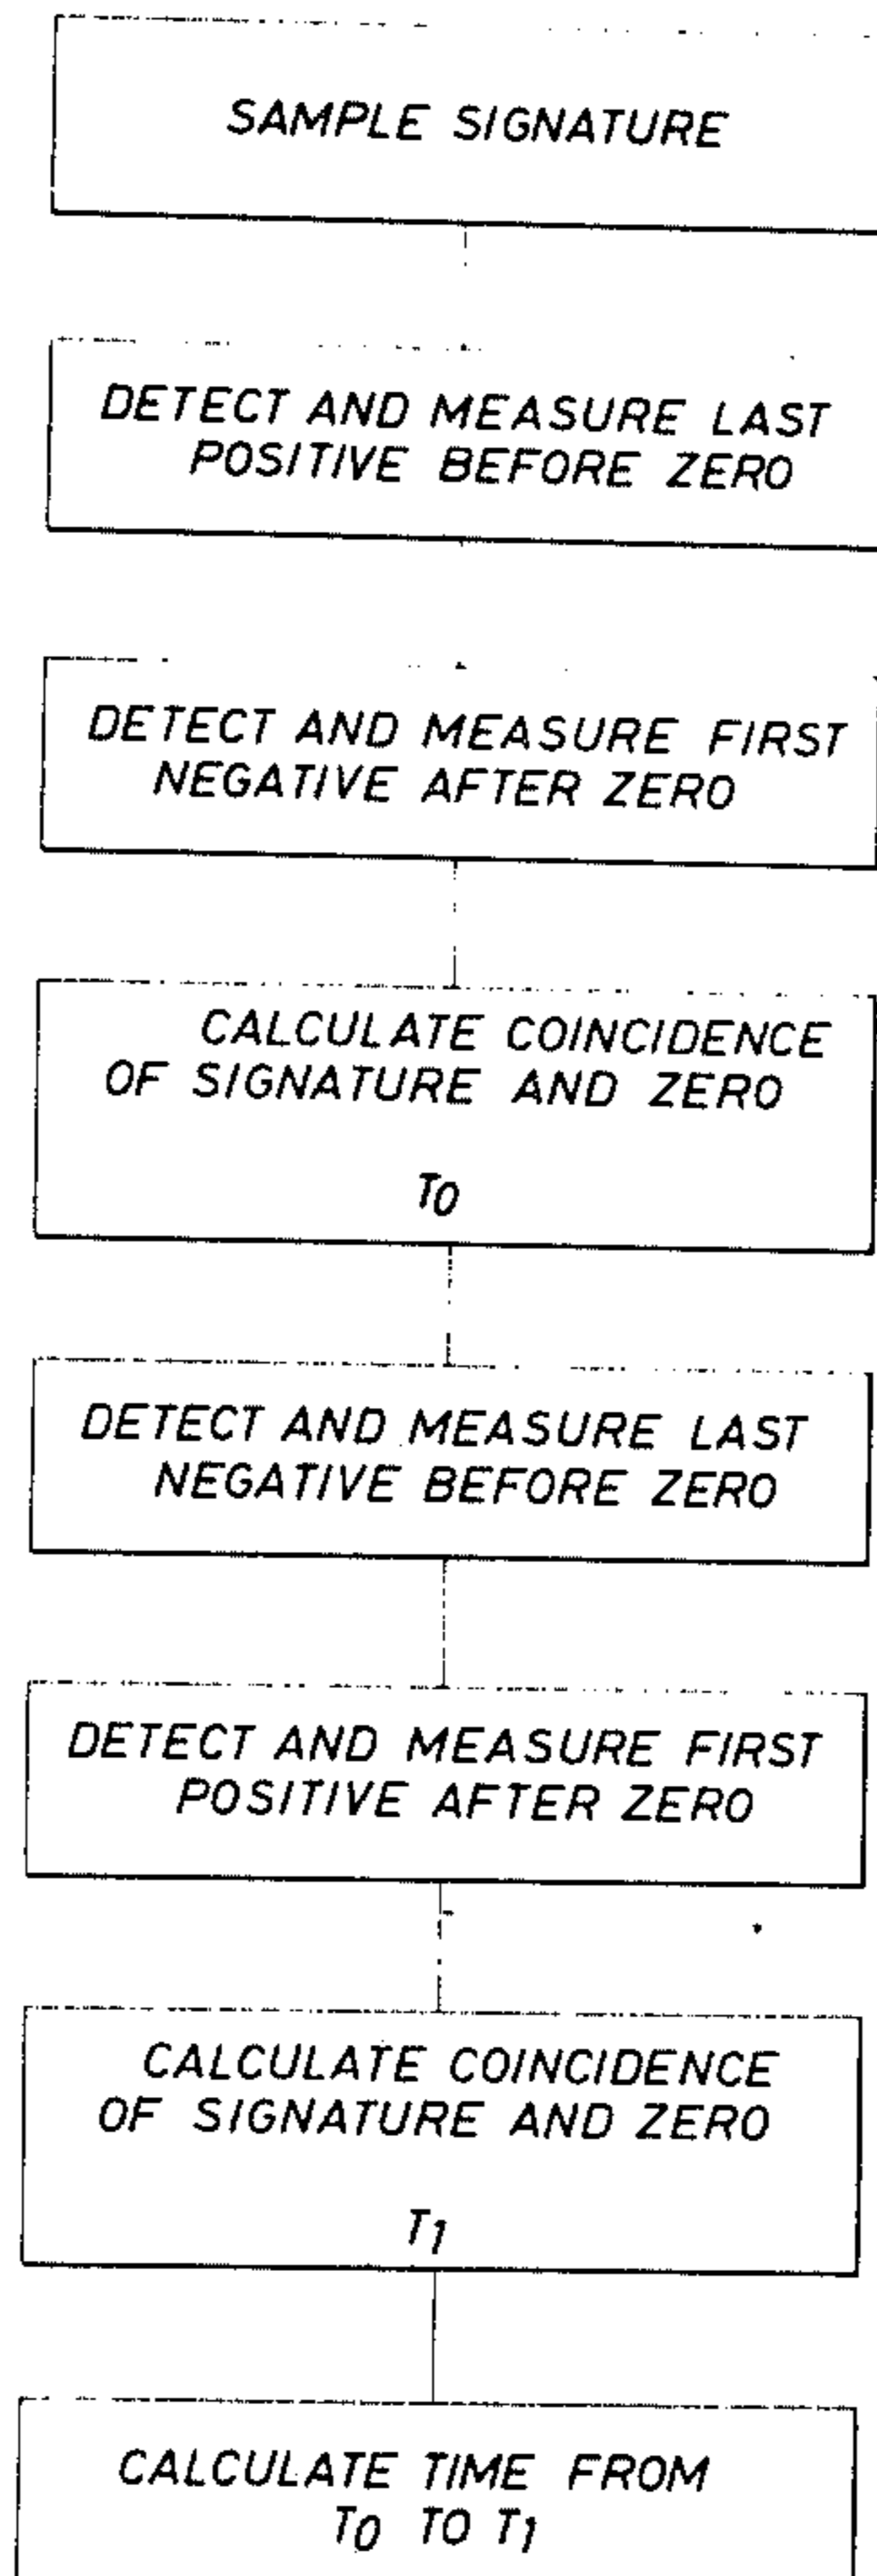 SAMPLE SIGNATURE
DETECT AND MEASURE LAST
POSITIVE BEFORE ZERO
DETECT AND MEASURE FIRST
NEGATIVE AFTER ZERO
CALCULATE COINCIDENCE
OF SIGNATURE AND ZERO
T0
DETECT AND MEASURE LAST
NEGATIVE BEFORE ZERO
DETECT AND MEASURE FIRST
POSITIVE AFTER ZERO
CALCULATE COINCIDENCE
OF SIGNATURE AND ZERO
T1
CALCULATE TIME FROM
T0 TO T1